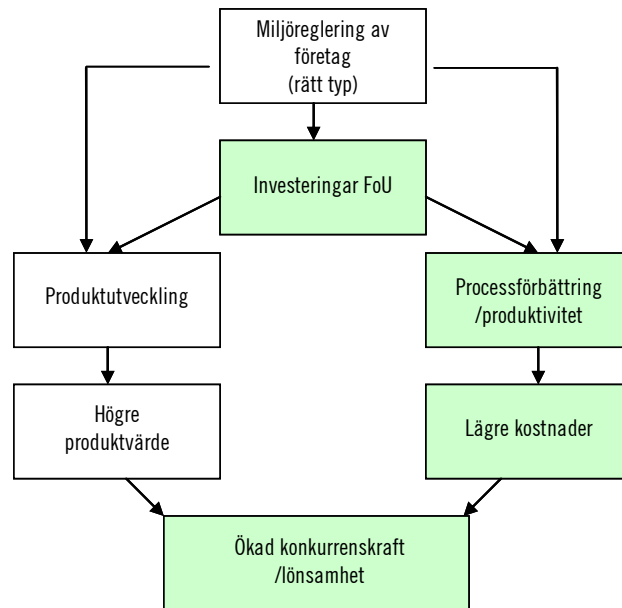 Miljöreglering av
företag
(rätt typ)
Investeringar FoU
Produktutveckling
Processförbättring
/produktivitet
Högre
produktvärde
Lägre kostnader
Ökad konkurrenskraft
/lönsamhet